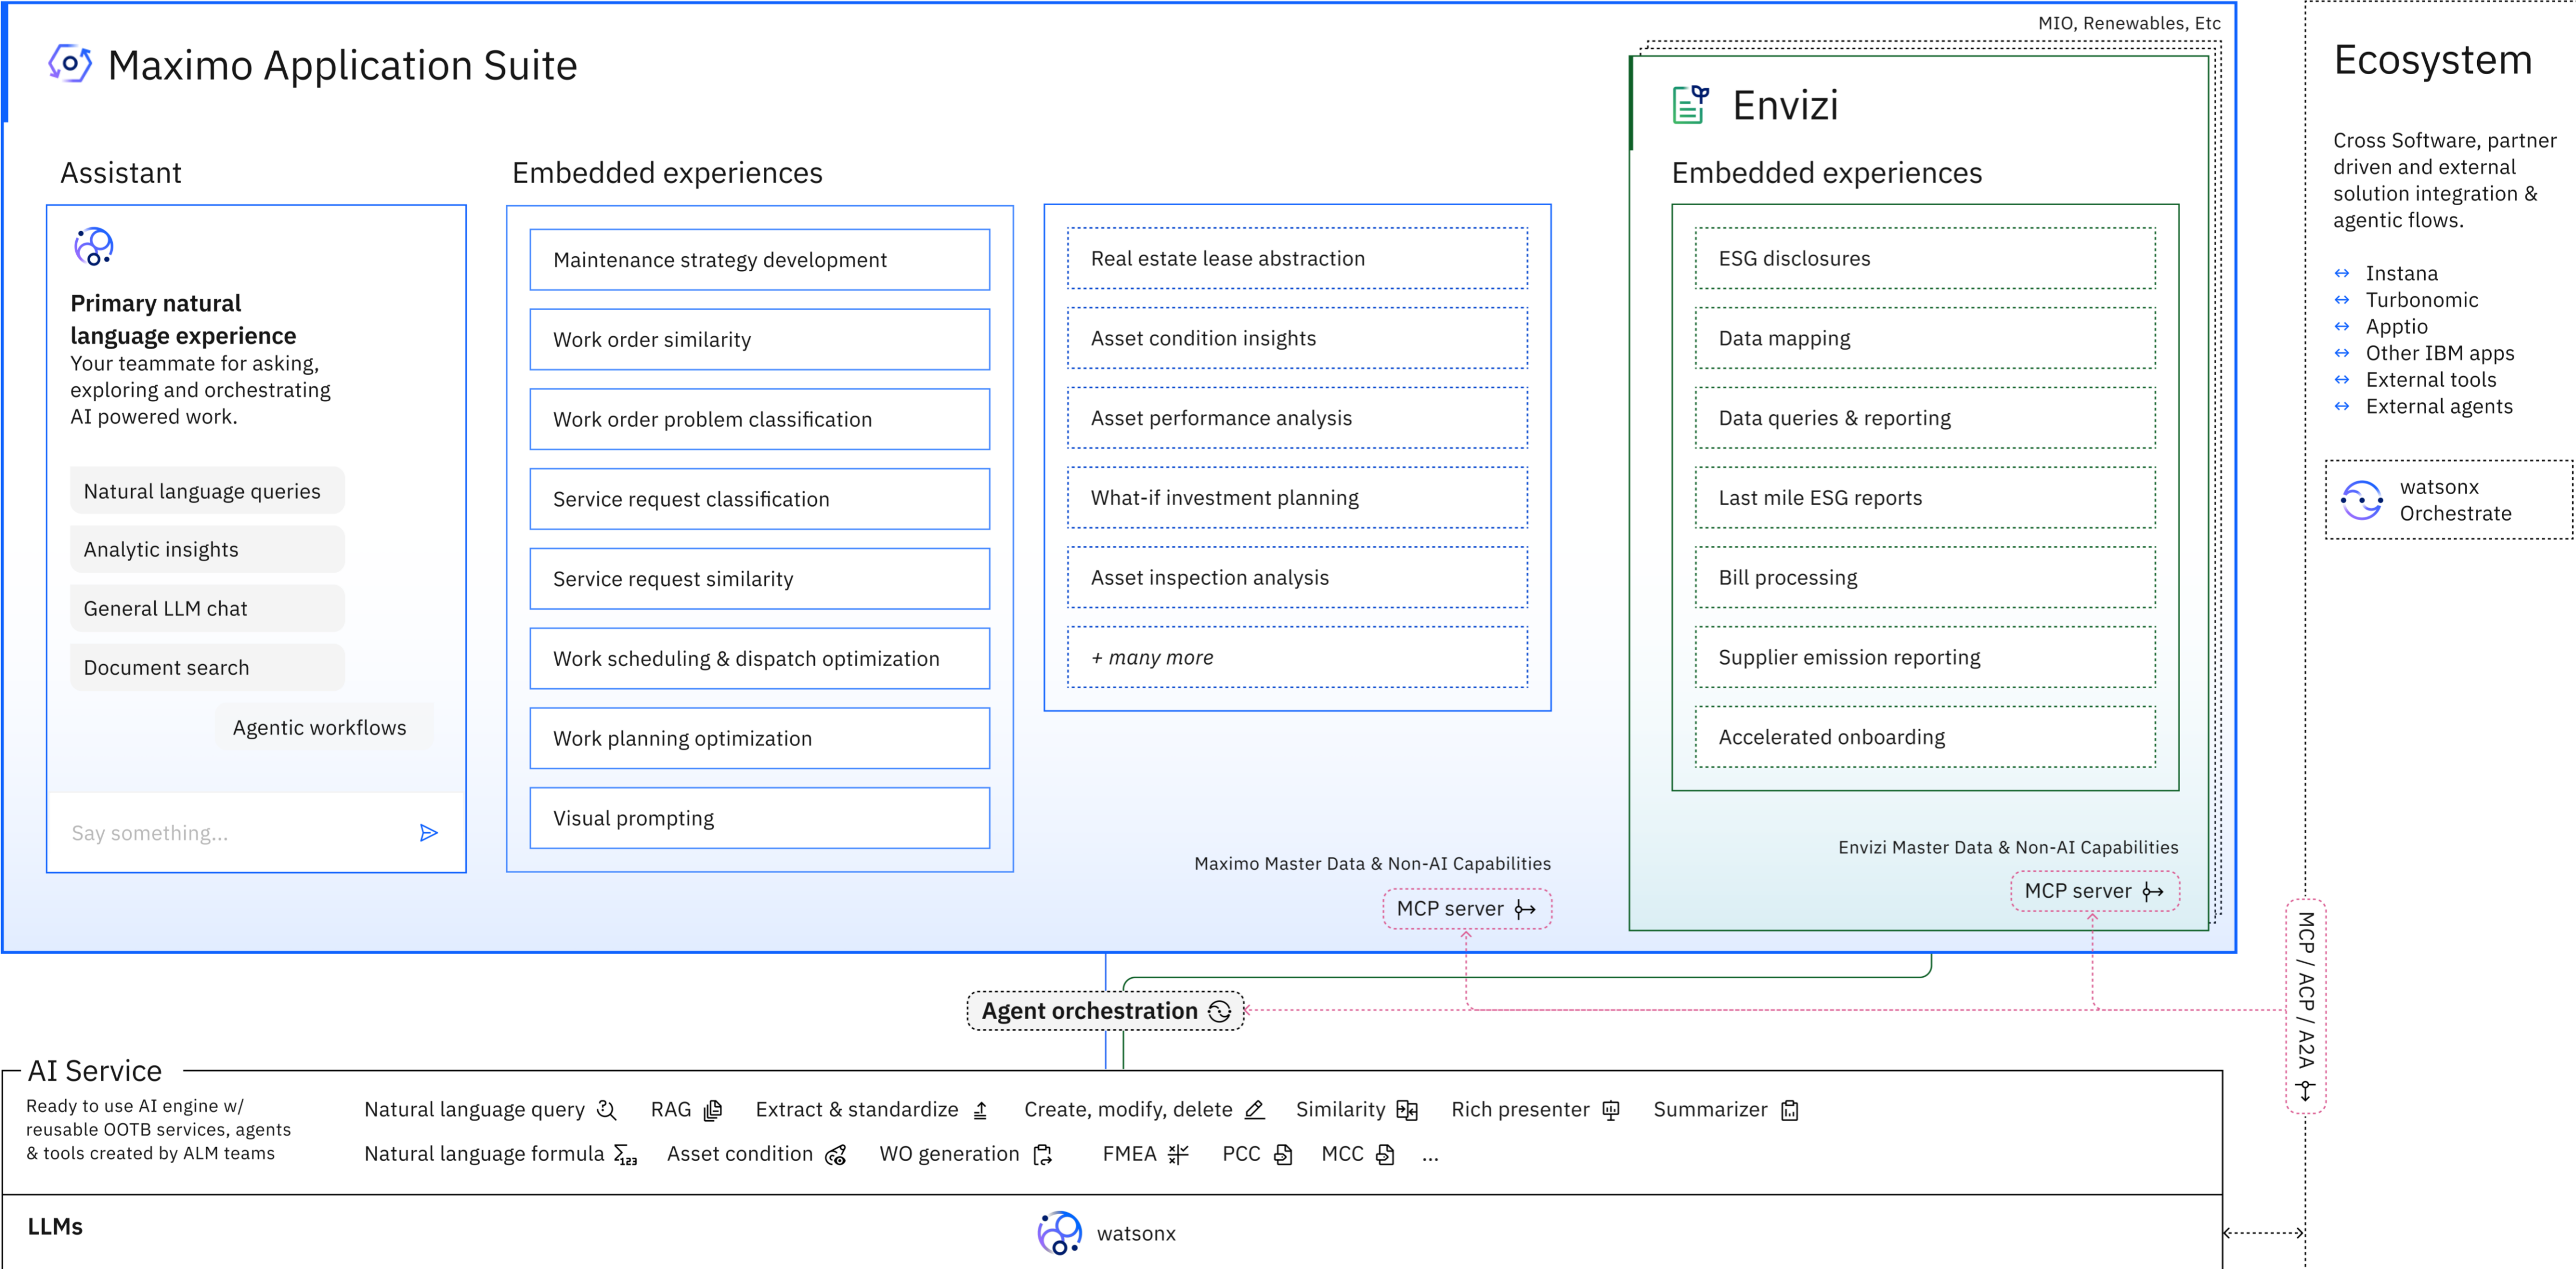 MIO, Renewables, Etc
Maximo Application Suite
Assistant
Primary natural
language experience
Your teammate for asking,
exploring and orchestrating
AI powered work.
Natural language queries
Analytic insights
General LLM chat
Document search
Agentic workflows
Say something...
Embedded experiences
Maintenance strategy development
Work order similarity
Work order problem classification
Service request classification
Service request similarity
Work scheduling & dispatch optimization
Work planning optimization
Visual prompting
Real estate lease abstraction
Asset condition insights
Asset performance analysis
What-if investment planning
Asset inspection analysis
+ many more
Maximo Master Data & Non-AI Capabilities
MCP server
Envizi
Embedded experiences
ESG disclosures
Data mapping
Data queries & reporting
Last mile ESG reports
Bill processing
Supplier emission reporting
Accelerated onboarding
Envizi Master Data & Non-AI Capabilities
MCP server
Ecosystem
Cross Software, partner
driven and external
solution integration &
agentic flows.
Instana
Turbonomic
Apptio
Other IBM apps
External tools
External agents
watsonx
Orchestrate
MCP / ACP / A2A
Agent orchestration
AI Service
Ready to use AI engine w/
reusable OOTB services, agents
& tools created by ALM teams
Natural language query RAG Extract & standardize Create, modify, delete Similarity Rich presenter Summarizer
Natural language formula Asset condition WO generation FMEA PCC MCC ...
LLMs
watsonx